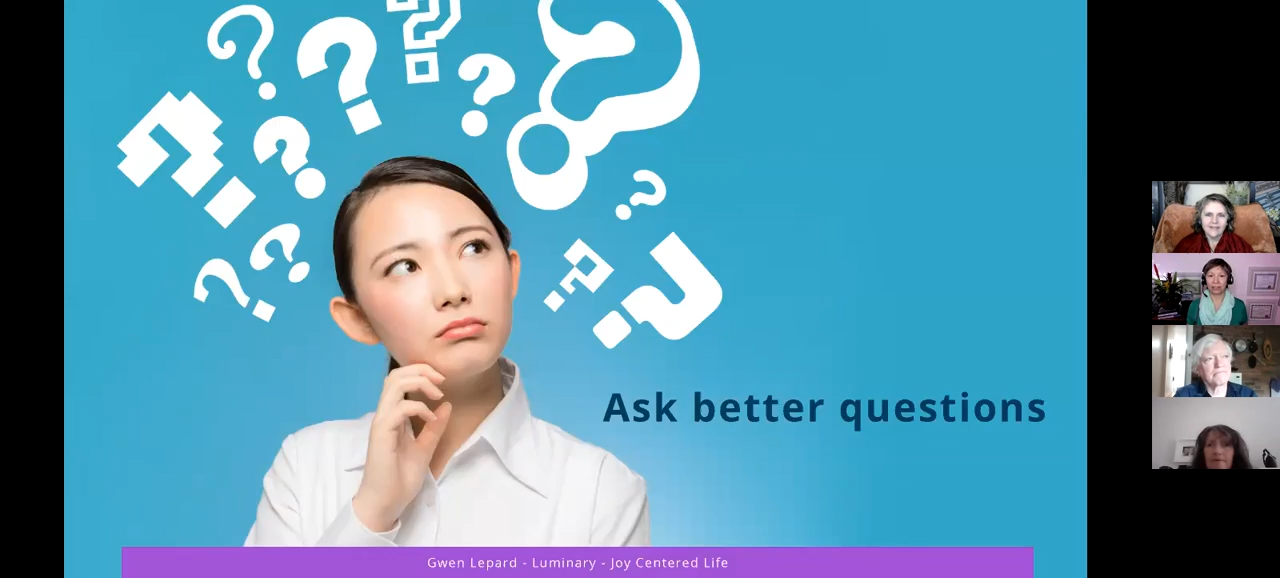 Ask better questions
Gwen Lepard - Luminary - Joy Centered Life